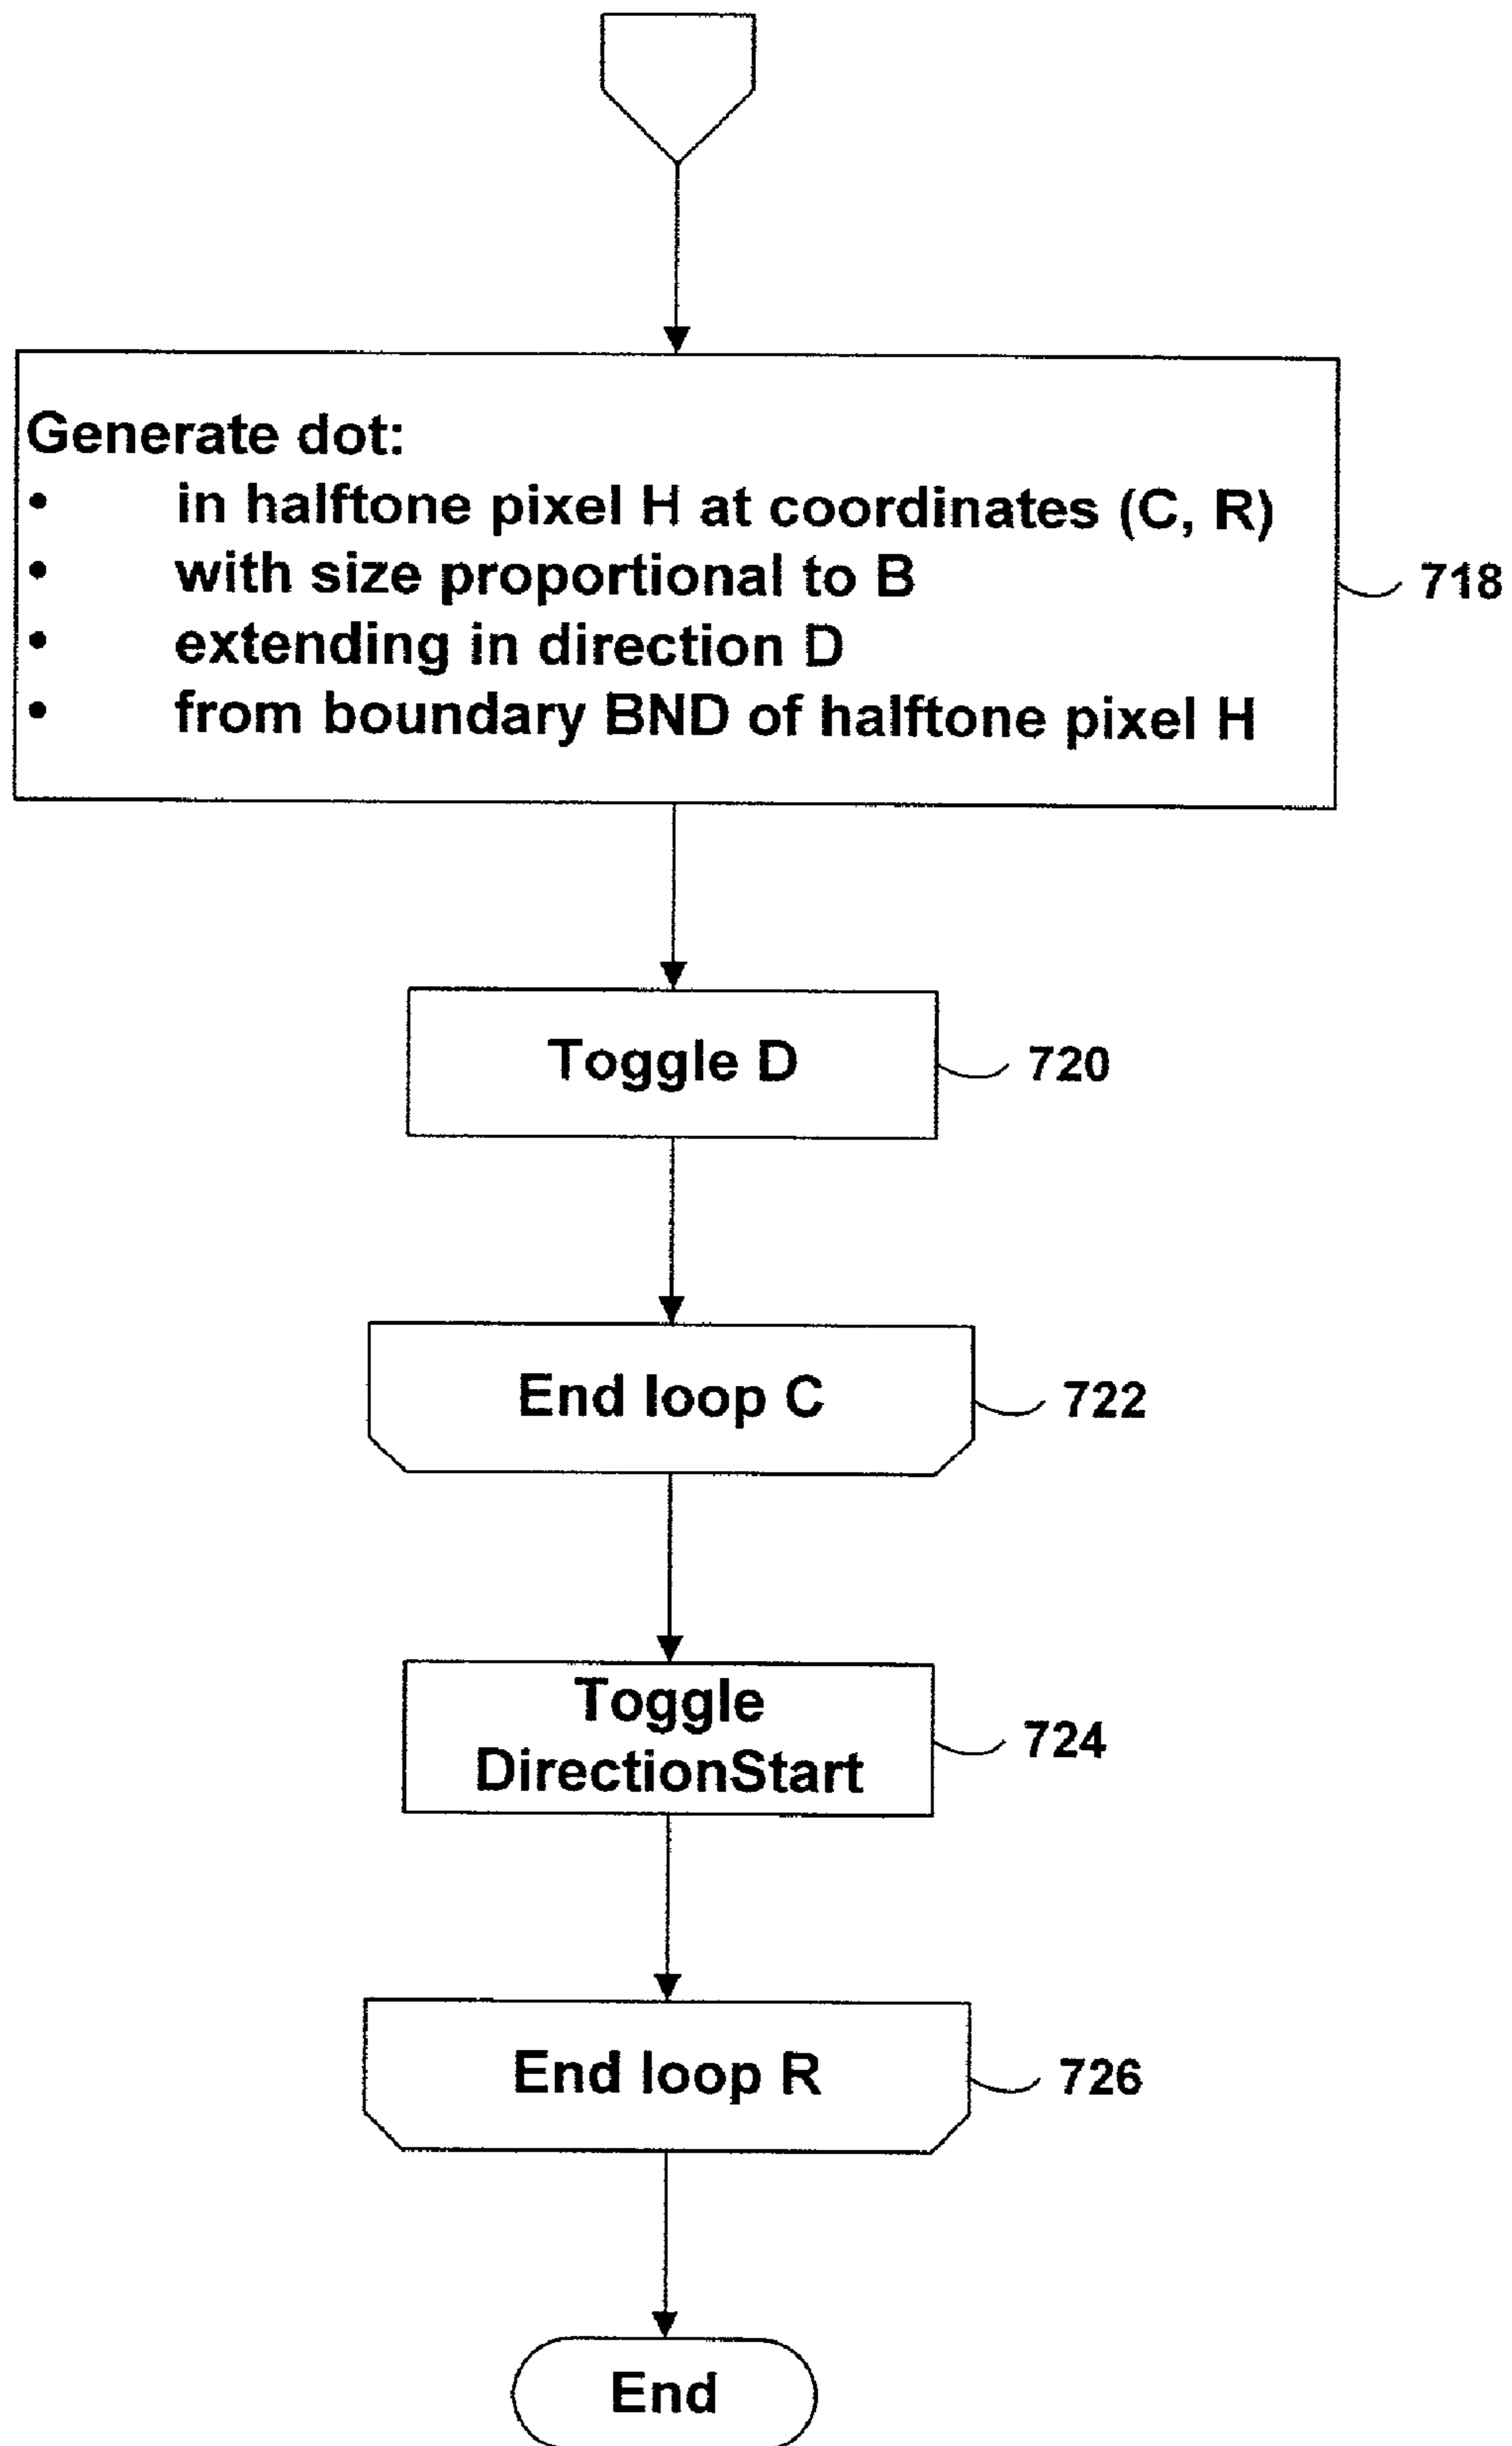 Generate dot:
• in halftone pixel H at coordinates (C, R)
• with size proportional to B
• extending in direction D
• from boundary BND of halftone pixel H
718
Toggle D
720
End loop C
722
Toggle
DirectionStart
724
End loop R
726
End